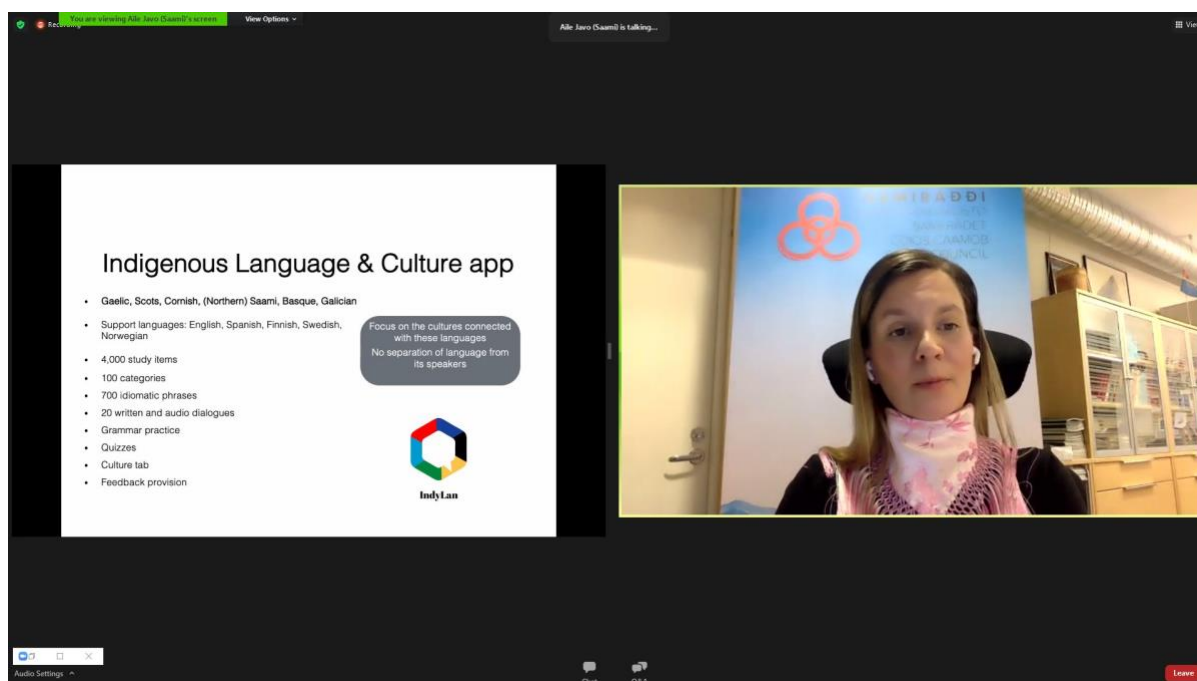 You are viewing Aile Javo (Saami)'s screen
View Options
Aile Javo (Saami) is talking...
Indigenous Language & Culture app
• Gaelic, Scots, Cornish, (Northern) Saami, Basque, Galician
• Support languages: English, Spanish, Finnish, Swedish,
Norwegian
• 4,000 study items
• 100 categories
• 700 idiomatic phrases
• 20 written and audio dialogues
• Grammar practice
• Quizzes
• Culture tab
• Feedback provision
Focus on the cultures connected
with these languages
No separation of language from
its speakers
IndyLan
Audio Settings
Leave